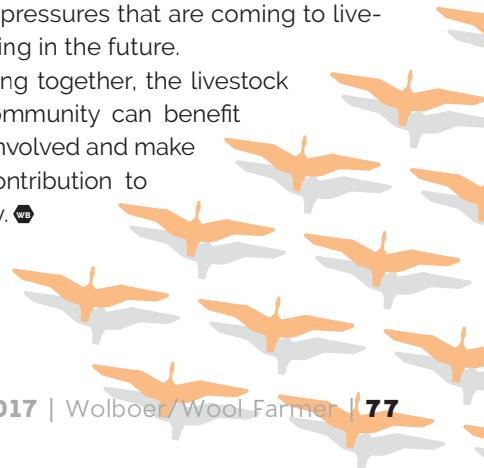 pressures that are coming to live-
ing in the future.
ng together, the livestock
ommunity can benefit
nvolved and make
ontribution to
. WB
017 | Wolboer/Wool Farmer | 77